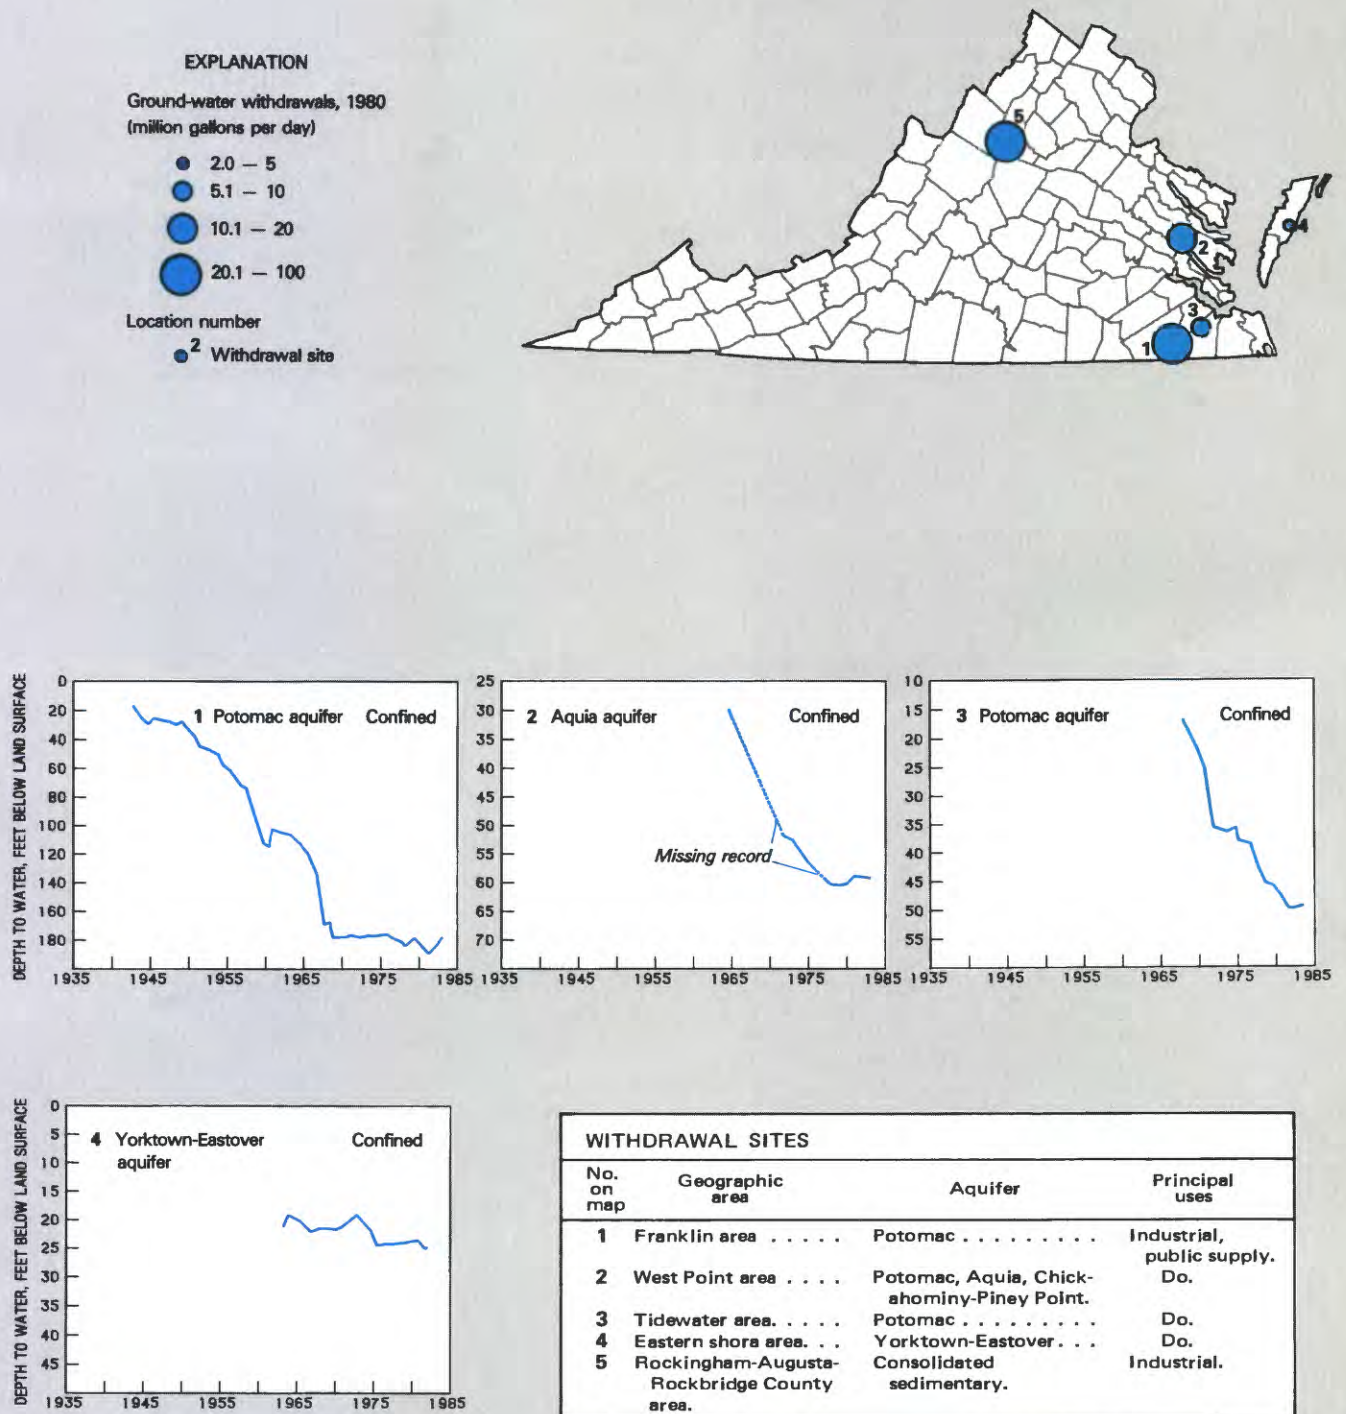 EXPLANATION
Ground-water withdrawals, 1980
(million gallons per day)
2.0 — 5
5.1 — 10
10.1 — 20
20.1 — 100
Location number
2 Withdrawal site
5
4
2
3
1
DEPTH TO WATER, FEET BELOW LAND SURFACE
0
20
40
60
80
100
120
140
160
180
1 Potomac aquifer Confined
1935 1945 1955 1965 1975 1985
25
30
35
40
45
50
55
60
65
70
2 Aquia aquifer Confined
Missing record
1935 1945 1955 1965 1975 1985
10
15
20
25
30
35
40
45
50
55
3 Potomac aquifer Confined
1935 1945 1955 1965 1975 1985
DEPTH TO WATER, FEET BELOW LAND SURFACE
0
5
10
15
20
25
30
35
40
45
4 Yorktown-Eastover Confined
aquifer
1935 1945 1955 1965 1975 1985
WITHDRAWAL SITES
No.
on
map
Geographic
area
Aquifer
Principal
uses
1 Franklin area . . . . . Potomac . . . . . . . . . Industrial,
public supply.
2 West Point area . . . . Potomac, Aquia, Chick- Do.
ahominy-Piney Point.
3 Tidewater area. . . . . Potomac . . . . . . . . . Do.
4 Eastern shora area. . . Yorktown-Eastover . . . Do.
5 Rockingham-Augusta- Consolidated Industrial.
Rockbridge County sedimentary.
area.